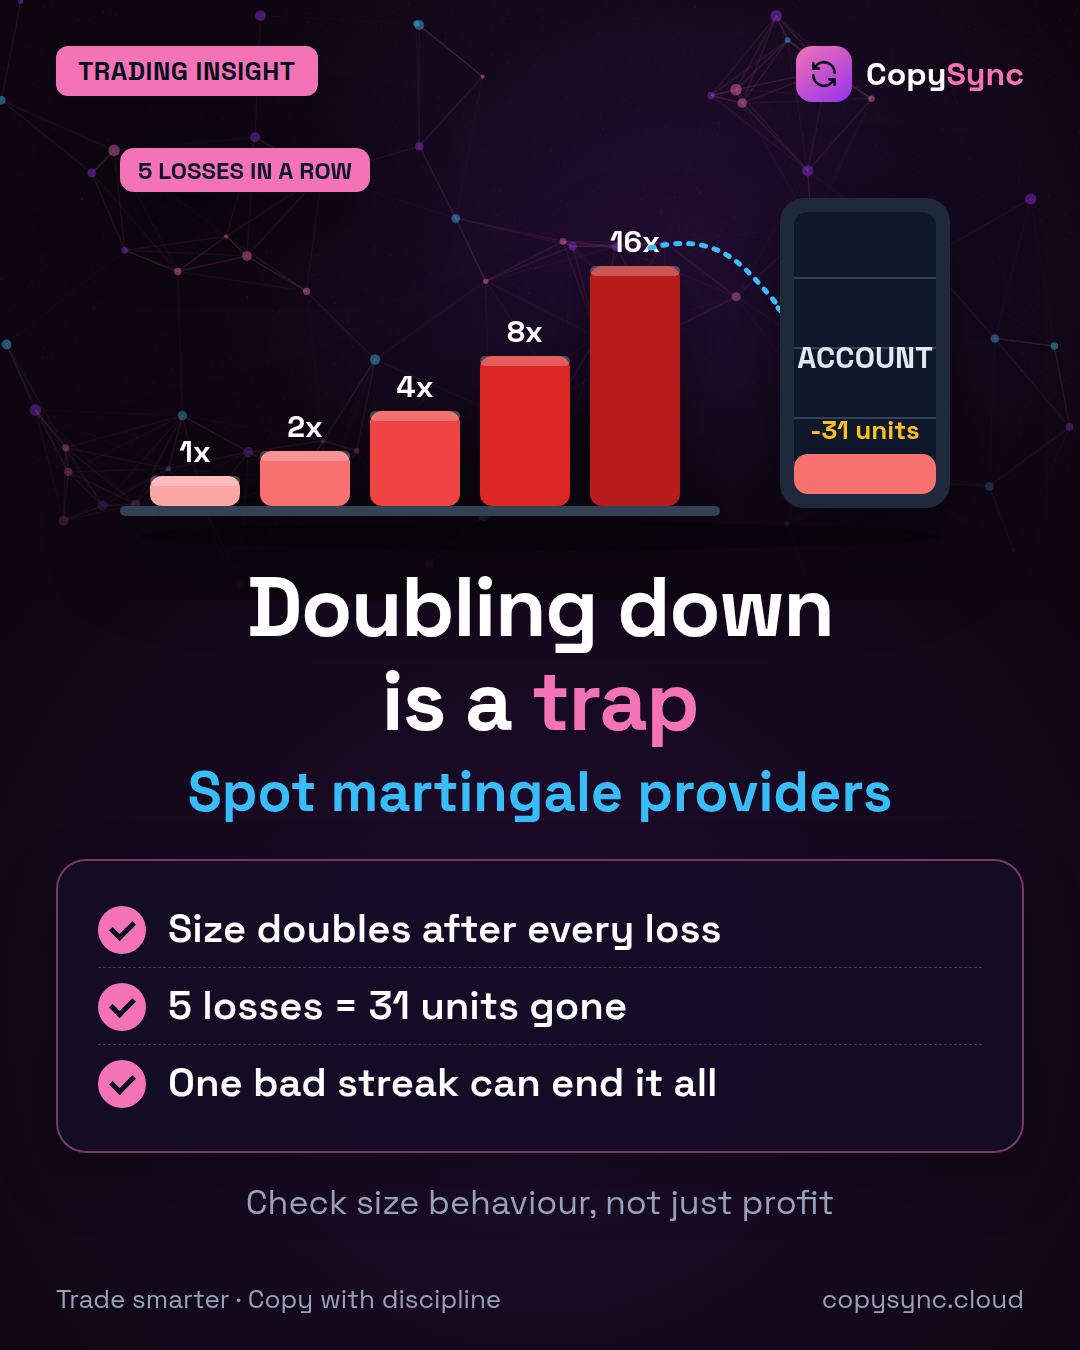 TRADING INSIGHT
CopySync
5 LOSSES IN A ROW
1x
2x
4x
8x
16x
ACCOUNT
-31 units
Doubling down
is a trap
Spot martingale providers
Size doubles after every loss
5 losses = 31 units gone
One bad streak can end it all
Check size behaviour, not just profit
Trade smarter · Copy with discipline
copysync.cloud